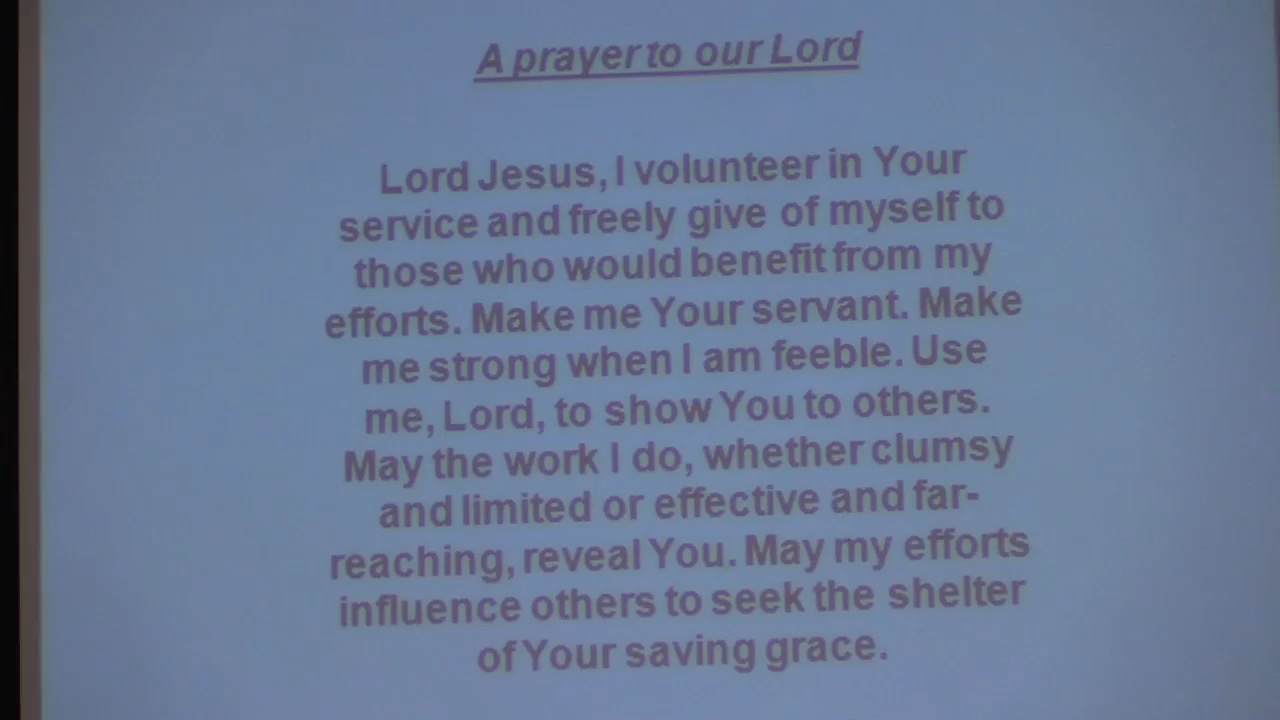 A prayer to our Lord
Lord Jesus, I volunteer in Your
service and freely give of myself to
those who would benefit from my
efforts. Make me Your servant. Make
me strong when I am feeble. Use
me, Lord, to show You to others.
May the work I do, whether clumsy
and limited or effective and far-
reaching, reveal You. May my efforts
influence others to seek the shelter
of Your saving grace.